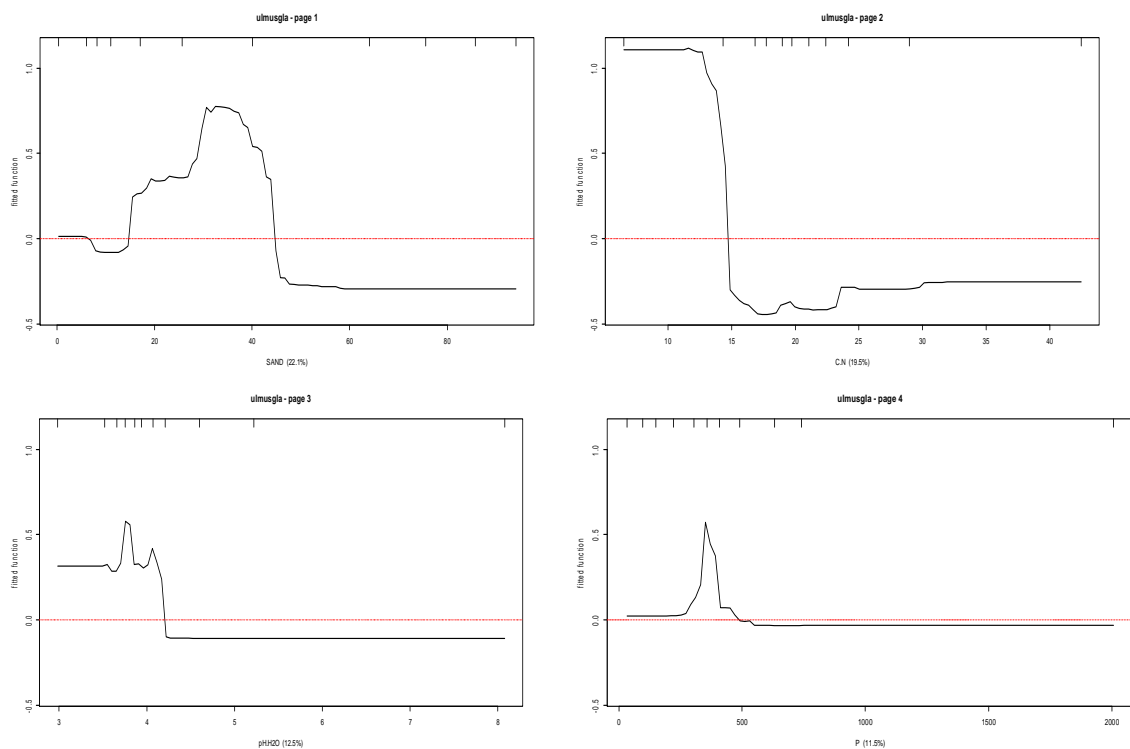 ulmusgla - page 1
fitted function
-0.5 0.0 0.5 1.0
0 20 40 60 80
SAND (22.1%)
ulmusgla - page 2
fitted function
-0.5 0.0 0.5 1.0
10 15 20 25 30 35 40
C.N (19.5%)
ulmusgla - page 3
fitted function
-0.5 0.0 0.5 1.0
3 4 5 6 7 8
pH.H2O (12.5%)
ulmusgla - page 4
fitted function
-0.5 0.0 0.5 1.0
0 500 1000 1500 2000
P (11.5%)